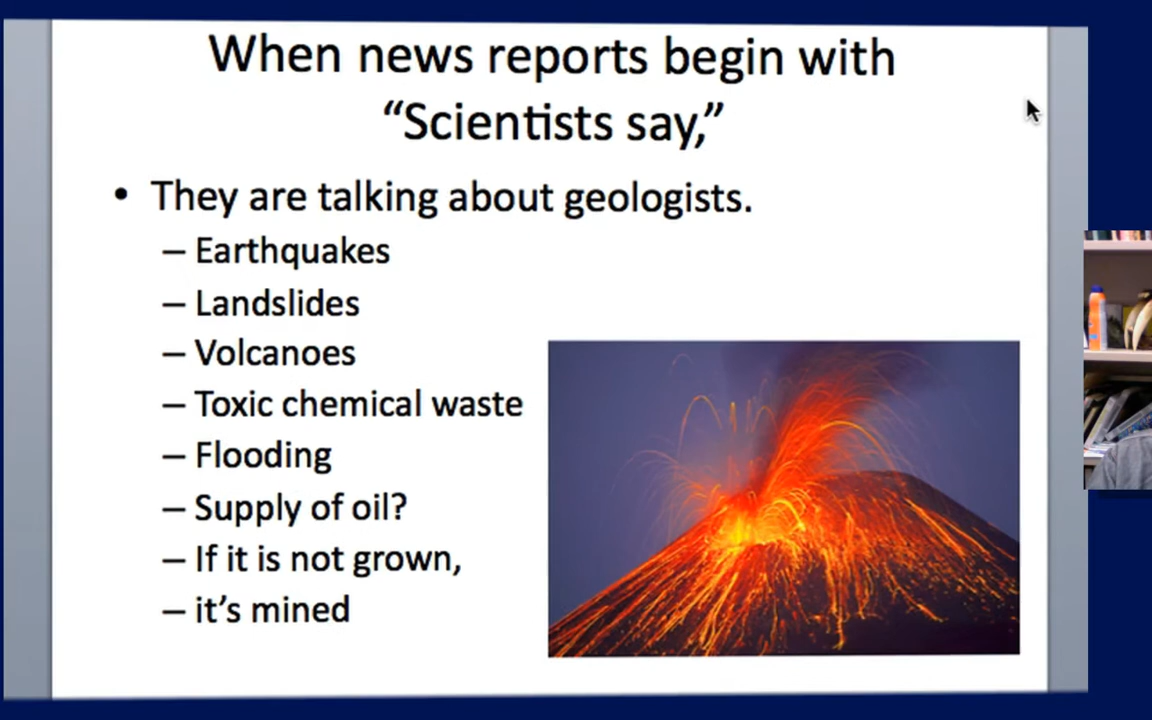 When news reports begin with
“Scientists say,”
• They are talking about geologists.
– Earthquakes
– Landslides
– Volcanoes
– Toxic chemical waste
– Flooding
– Supply of oil?
– If it is not grown,
– it’s mined